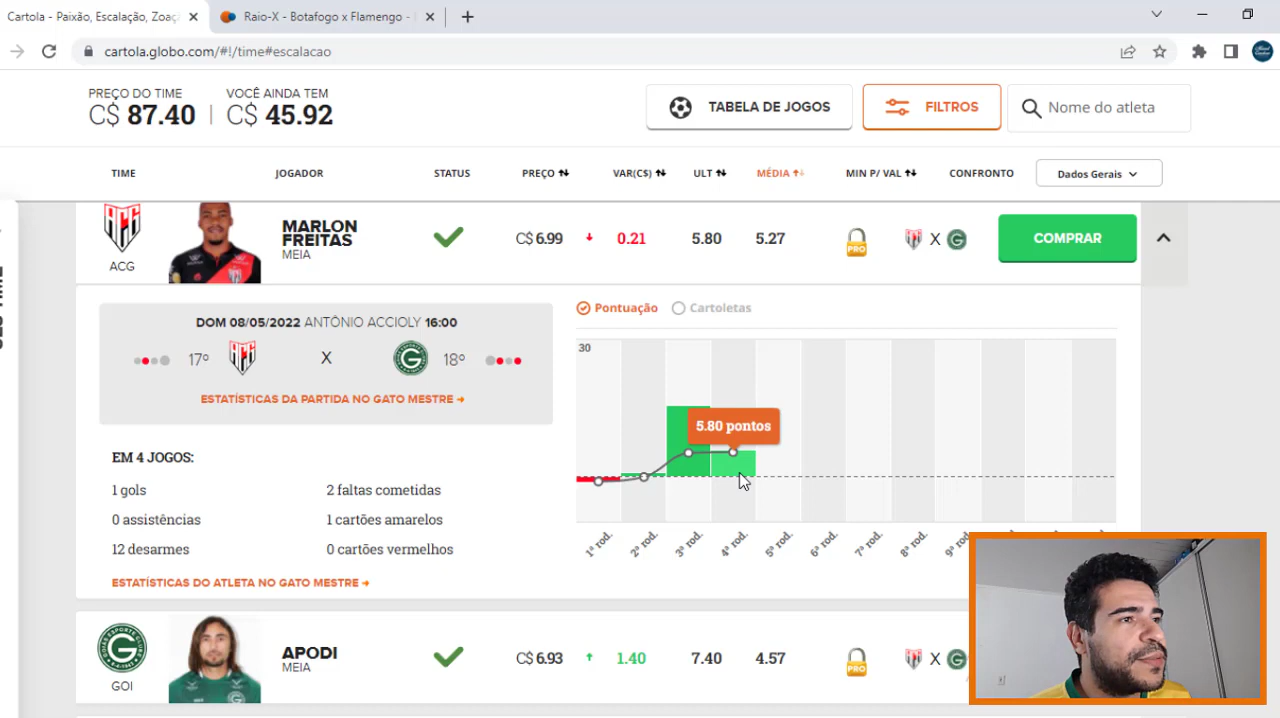 Cartola - Paixão, Escalação, Zoaç
Raio-X - Botafogo x Flamengo -
cartola.globo.com/#!/time#escalacao
PREÇO DO TIME
C$ 87.40
VOCÊ AINDA TEM
C$ 45.92
TABELA DE JOGOS
FILTROS
Nome do atleta
TIME JOGADOR STATUS PREÇO VAR(C$) ULT MÉDIA MIN P/ VAL CONFRONTO Dados Gerais
ACG
MARLON
FREITAS
MEIA
C$ 6.99 0.21 5.80 5.27 PRO X COMPRAR
DOM 08/05/2022 ANTÔNIO ACCIOLY 16:00
17º X 18º
ESTATÍSTICAS DA PARTIDA NO GATO MESTRE
EM 4 JOGOS:
1 gols 2 faltas cometidas
0 assistências 1 cartões amarelos
12 desarmes 0 cartões vermelhos
ESTATÍSTICAS DO ATLETA NO GATO MESTRE
Pontuação Cartoletas
30
5.80 pontos
1ª rod. 2ª rod. 3ª rod. 4ª rod. 5ª rod. 6ª rod. 7ª rod. 8ª rod. 9ª rod.
GOI
APODI
MEIA
C$ 6.93 1.40 7.40 4.57 PRO X